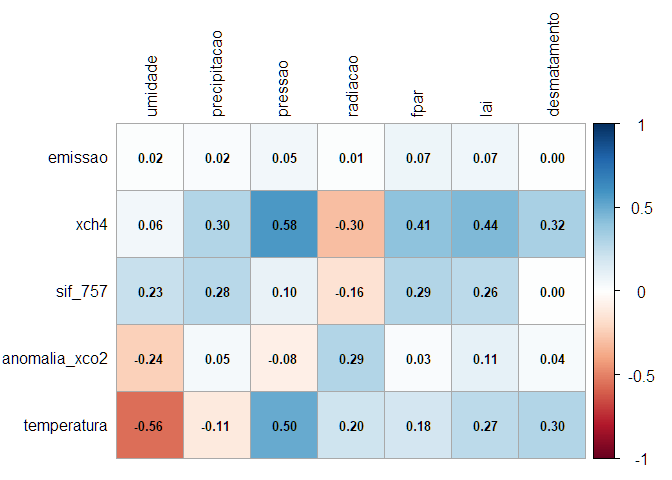 umidade precipitacao pressao radiacao fpar lai desmatamento
emissao 0.02 0.02 0.05 0.01 0.07 0.07 0.00
xch4 0.06 0.30 0.58 -0.30 0.41 0.44 0.32
sif_757 0.23 0.28 0.10 -0.16 0.29 0.26 0.00
anomalia_xco2 -0.24 0.05 -0.08 0.29 0.03 0.11 0.04
temperatura -0.56 -0.11 0.50 0.20 0.18 0.27 0.30
1
0.5
0
-0.5
-1